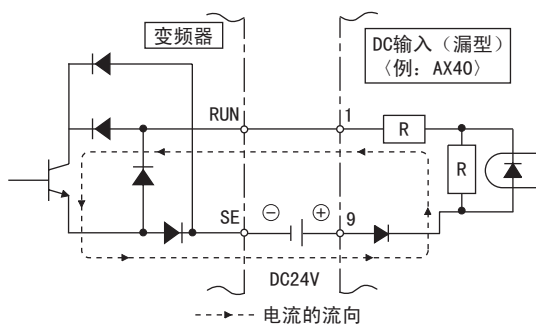 变频器
DC输入（漏型）
〈例：AX40〉
RUN
1
R
R
SE
⊖
⊕
9
DC24V
电流的流向